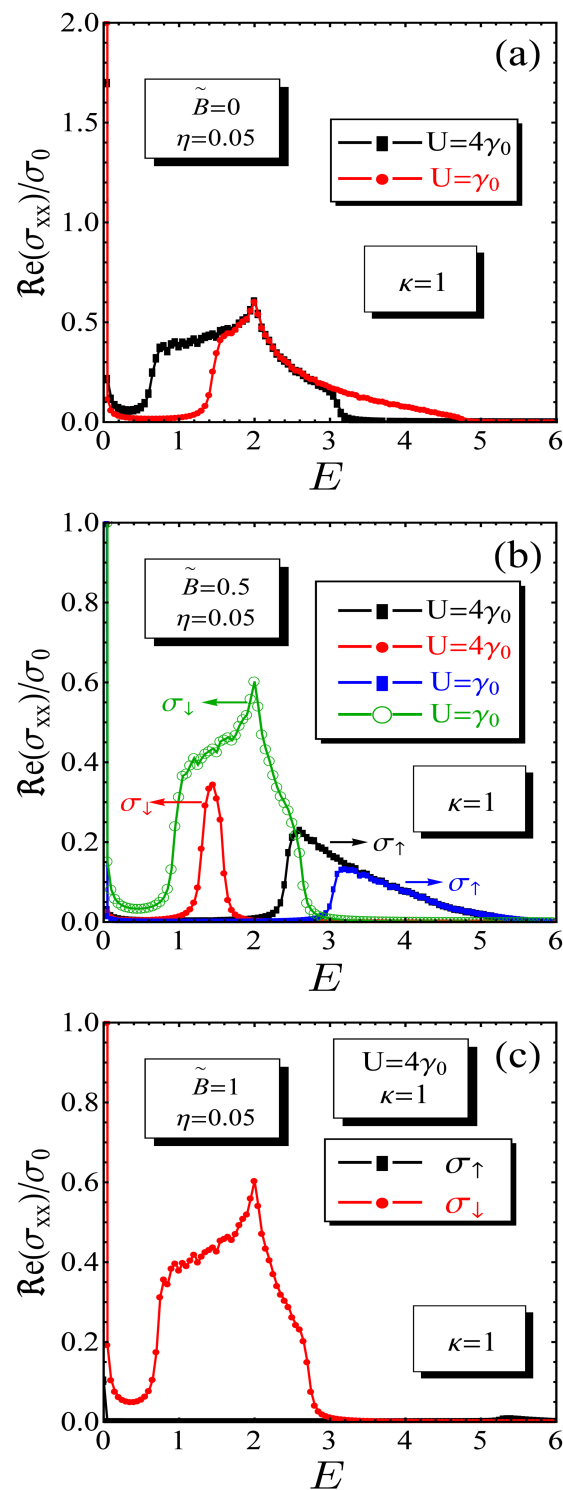 (a)
B̃=0
η=0.05
U=4γ₀
U=γ₀
κ=1
ℜe(σₓₓ)/σ₀
2.0
1.5
1.0
0.5
0.0
0 1 2 3 4 5 6
E
(b)
B̃=0.5
η=0.05
U=4γ₀
U=4γ₀
U=γ₀
U=γ₀
κ=1
σ↓
σ↓
σ↑
σ↑
ℜe(σₓₓ)/σ₀
1.0
0.8
0.6
0.4
0.2
0.0
0 1 2 3 4 5 6
E
(c)
B̃=1
η=0.05
U=4γ₀
κ=1
σ↑
σ↓
κ=1
ℜe(σₓₓ)/σ₀
1.0
0.8
0.6
0.4
0.2
0.0
0 1 2 3 4 5 6
E